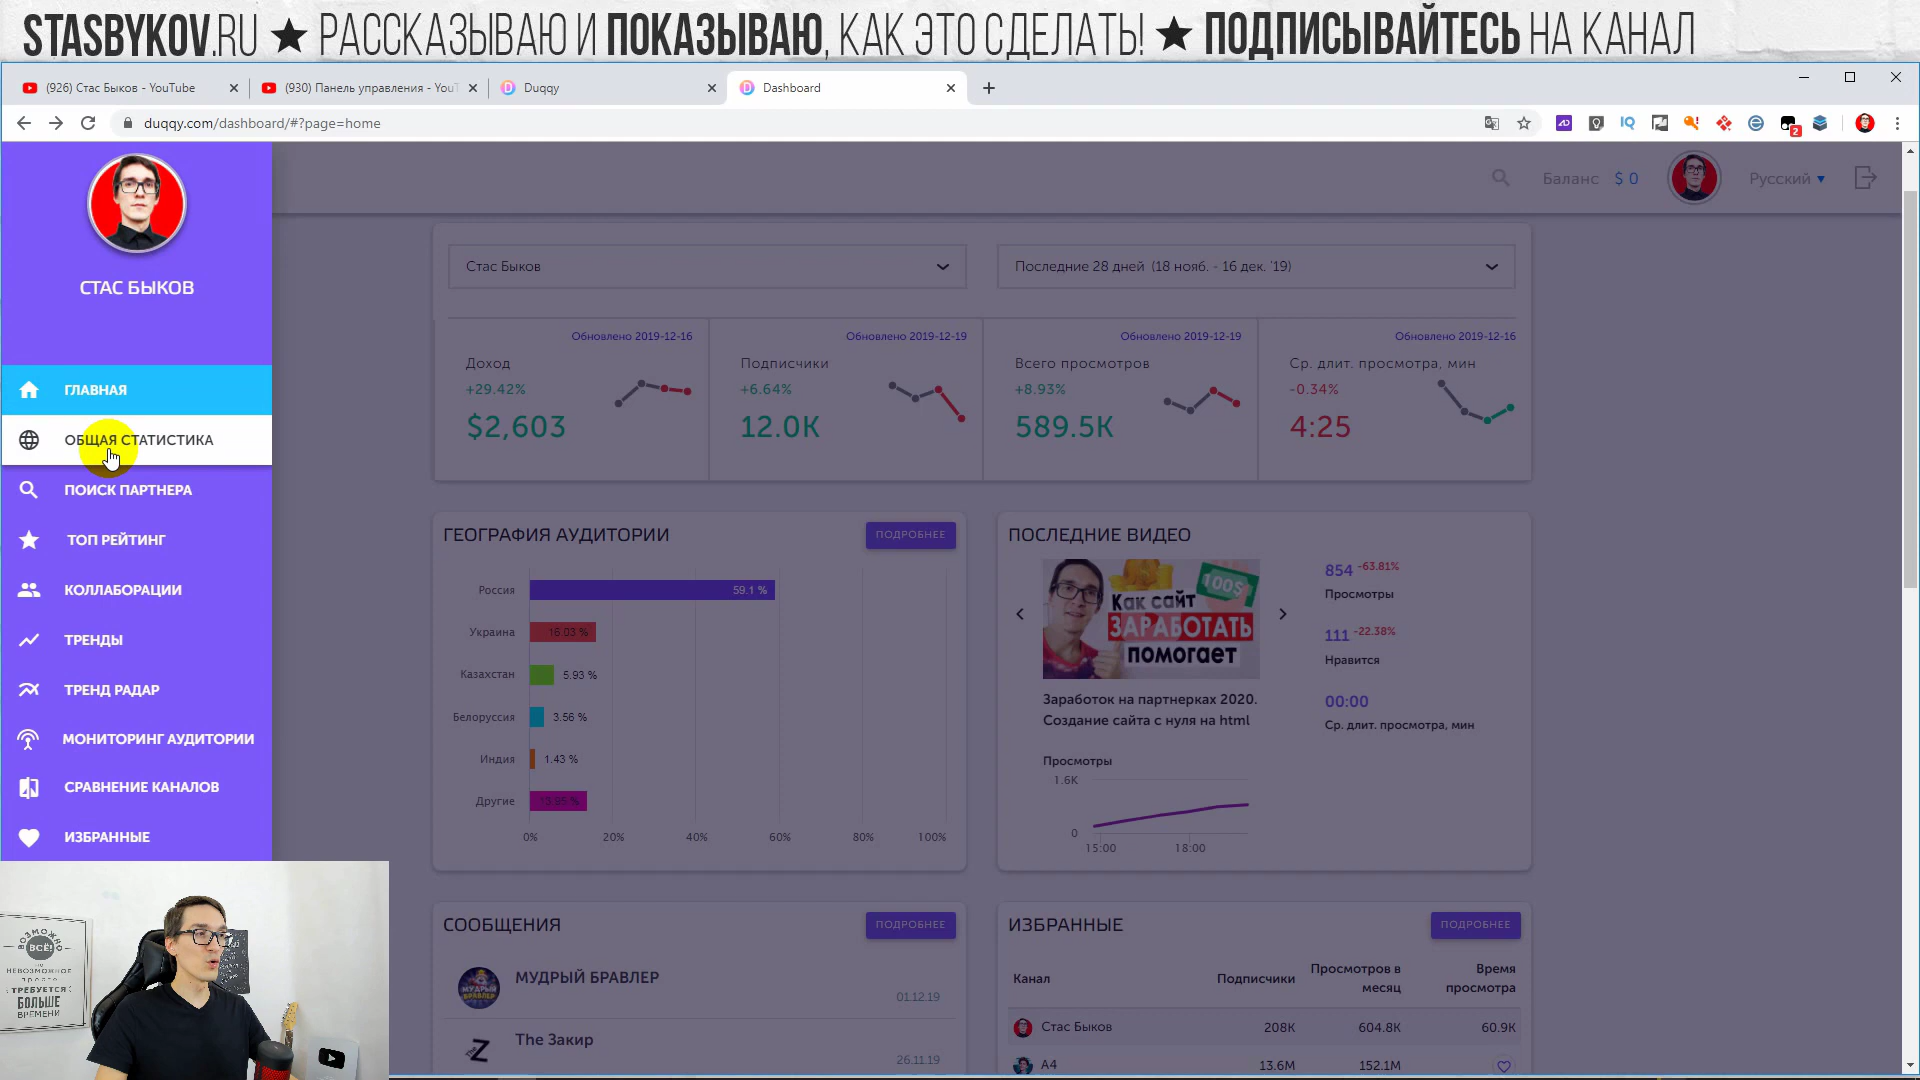 STASBYKOV.RU ★ РАССКАЗЫВАЮ И ПОКАЗЫВАЮ, КАК ЭТО СДЕЛАТЬ! ★ ПОДПИСЫВАЙТЕСЬ НА КАНАЛ
(926) Стас Быков - YouTube
(930) Панель управления - YouT
Duqqy
Dashboard
duqqy.com/dashboard/#?page=home
СТАС БЫКОВ
ГЛАВНАЯ
ОБЩАЯ СТАТИСТИКА
ПОИСК ПАРТНЕРА
ТОП РЕЙТИНГ
КОЛЛАБОРАЦИИ
ТРЕНДЫ
ТРЕНД РАДАР
МОНИТОРИНГ АУДИТОРИИ
СРАВНЕНИЕ КАНАЛОВ
ИЗБРАННЫЕ
Баланс $ 0
Русский
Стас Быков
Последние 28 дней (18 нояб. - 16 дек. '19)
Обновлено 2019-12-16
Доход
+29.42%
$2,603
Обновлено 2019-12-19
Подписчики
+6.64%
12.0K
Обновлено 2019-12-19
Всего просмотров
+8.93%
589.5K
Обновлено 2019-12-16
Ср. длит. просмотра, мин
-0.34%
4:25
ГЕОГРАФИЯ АУДИТОРИИ
ПОДРОБНЕЕ
Россия 59.1 %
Украина 16.03 %
Казахстан 5.93 %
Белоруссия 3.56 %
Индия 1.43 %
Другие 13.95 %
0% 20% 40% 60% 80% 100%
ПОСЛЕДНИЕ ВИДЕО
100$
Как сайт
ЗАРАБОТАТЬ
помогает
Заработок на партнерках 2020.
Создание сайта с нуля на html
854 -63.81%
Просмотры
111 -22.38%
Нравится
00:00
Ср. длит. просмотра, мин
Просмотры
1.6K
0
15:00 18:00
СООБЩЕНИЯ
ПОДРОБНЕЕ
МУДРЫЙ БРАВЛЕР
01.12.19
The Закир
26.11.19
ИЗБРАННЫЕ
ПОДРОБНЕЕ
Канал Подписчики Просмотров в месяц Время просмотра
Стас Быков 208K 604.8K 60.9K
A4 13.6M 152.1M
ВОЗМОЖНО
ВСЁ!
НЕВОЗМОЖНОЕ
ПРОСТО
ТРЕБУЕТСЯ
БОЛЬШЕ
ВРЕМЕНИ